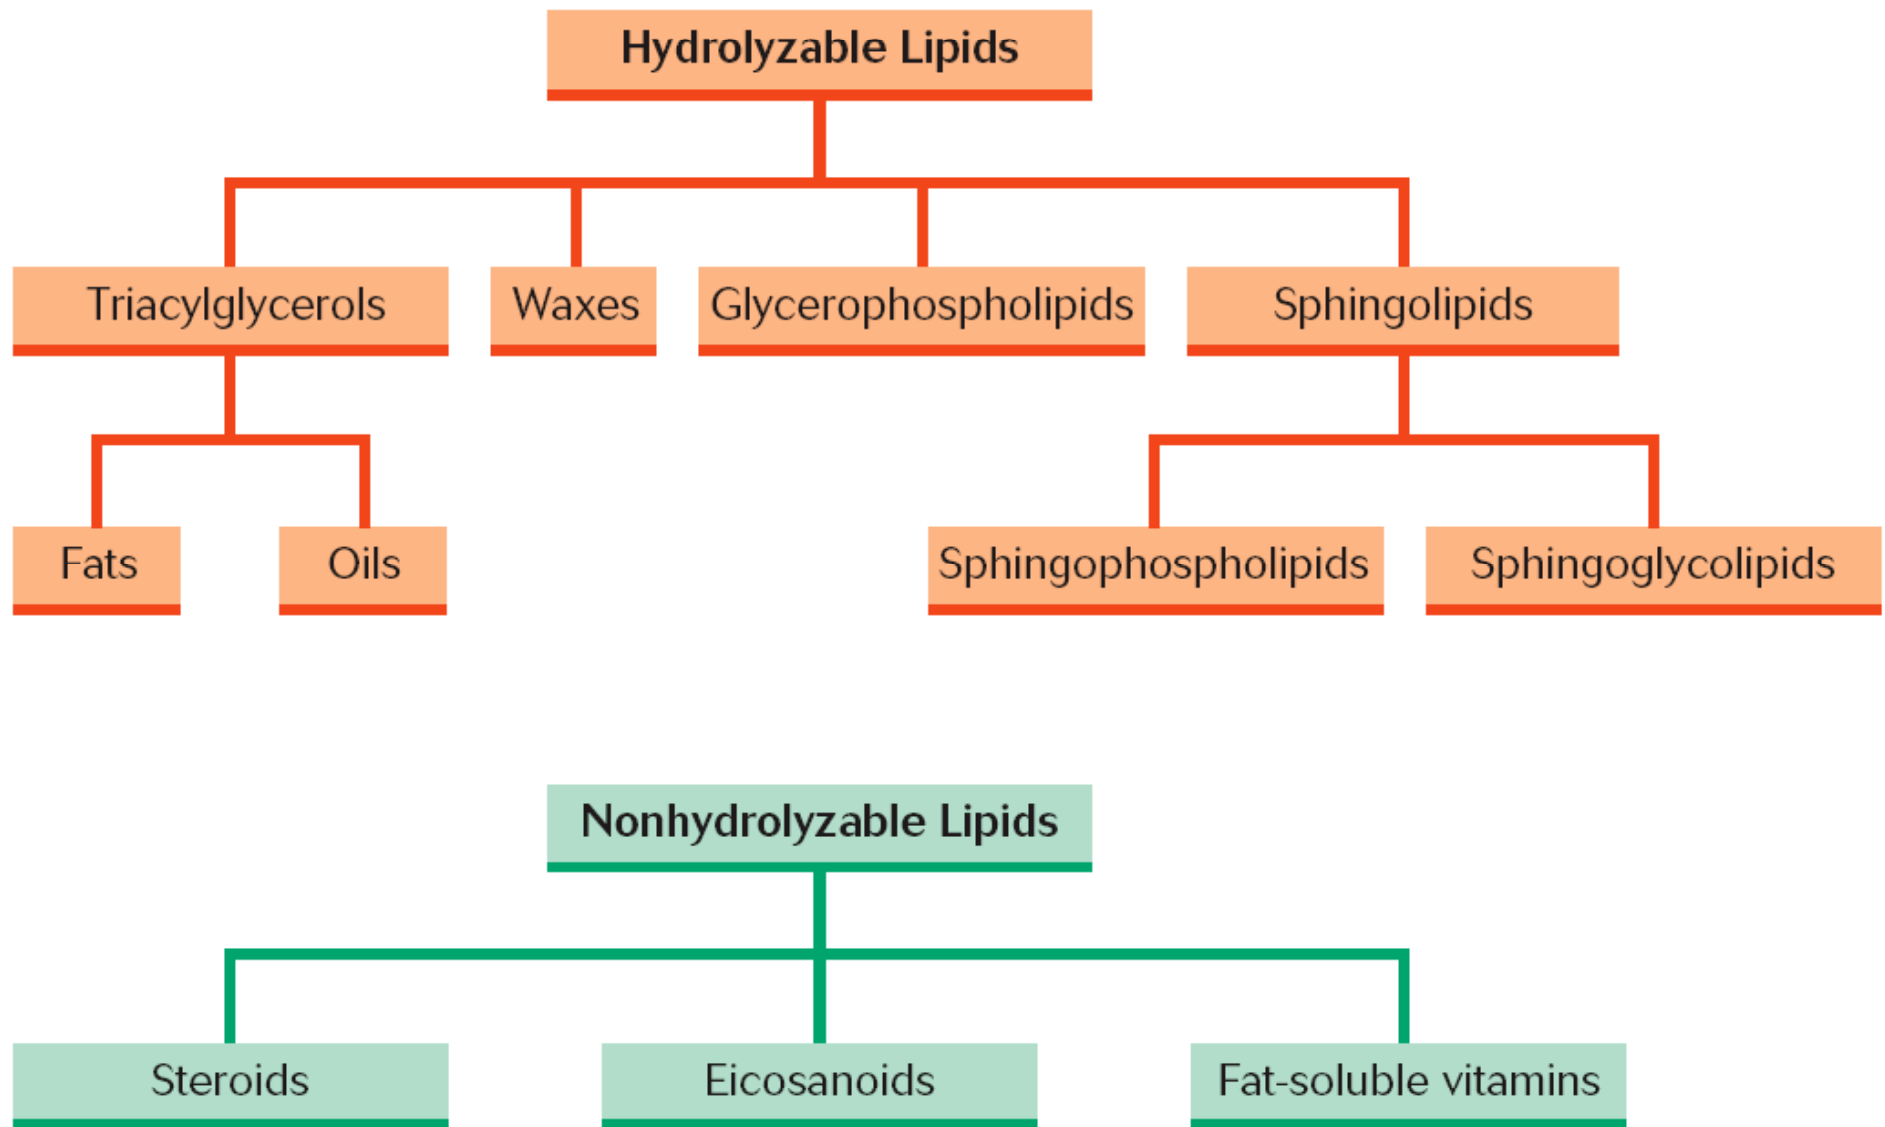 Hydrolyzable Lipids
Triacylglycerols
Waxes
Glycerophospholipids
Sphingolipids
Fats
Oils
Sphingophospholipids
Sphingoglycolipids
Nonhydrolyzable Lipids
Steroids
Eicosanoids
Fat-soluble vitamins